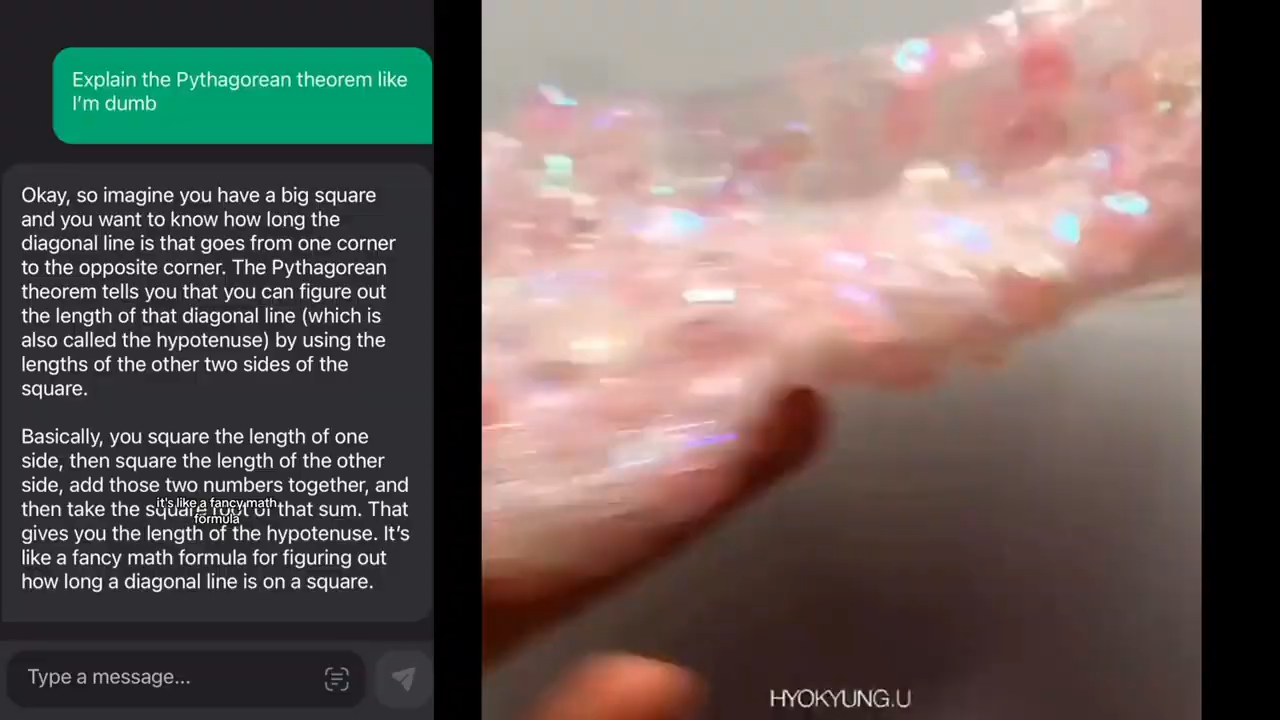 Explain the Pythagorean theorem like
I'm dumb
Okay, so imagine you have a big square
and you want to know how long the
diagonal line is that goes from one corner
to the opposite corner. The Pythagorean
theorem tells you that you can figure out
the length of that diagonal line (which is
also called the hypotenuse) by using the
lengths of the other two sides of the
square.
Basically, you square the length of one
side, then square the length of the other
side, add those two numbers together, and
it's like a fancy math
then take the square root of that sum. That
formula
gives you the length of the hypotenuse. It's
like a fancy math formula for figuring out
how long a diagonal line is on a square.
Type a message...
HYOKYUNG.U